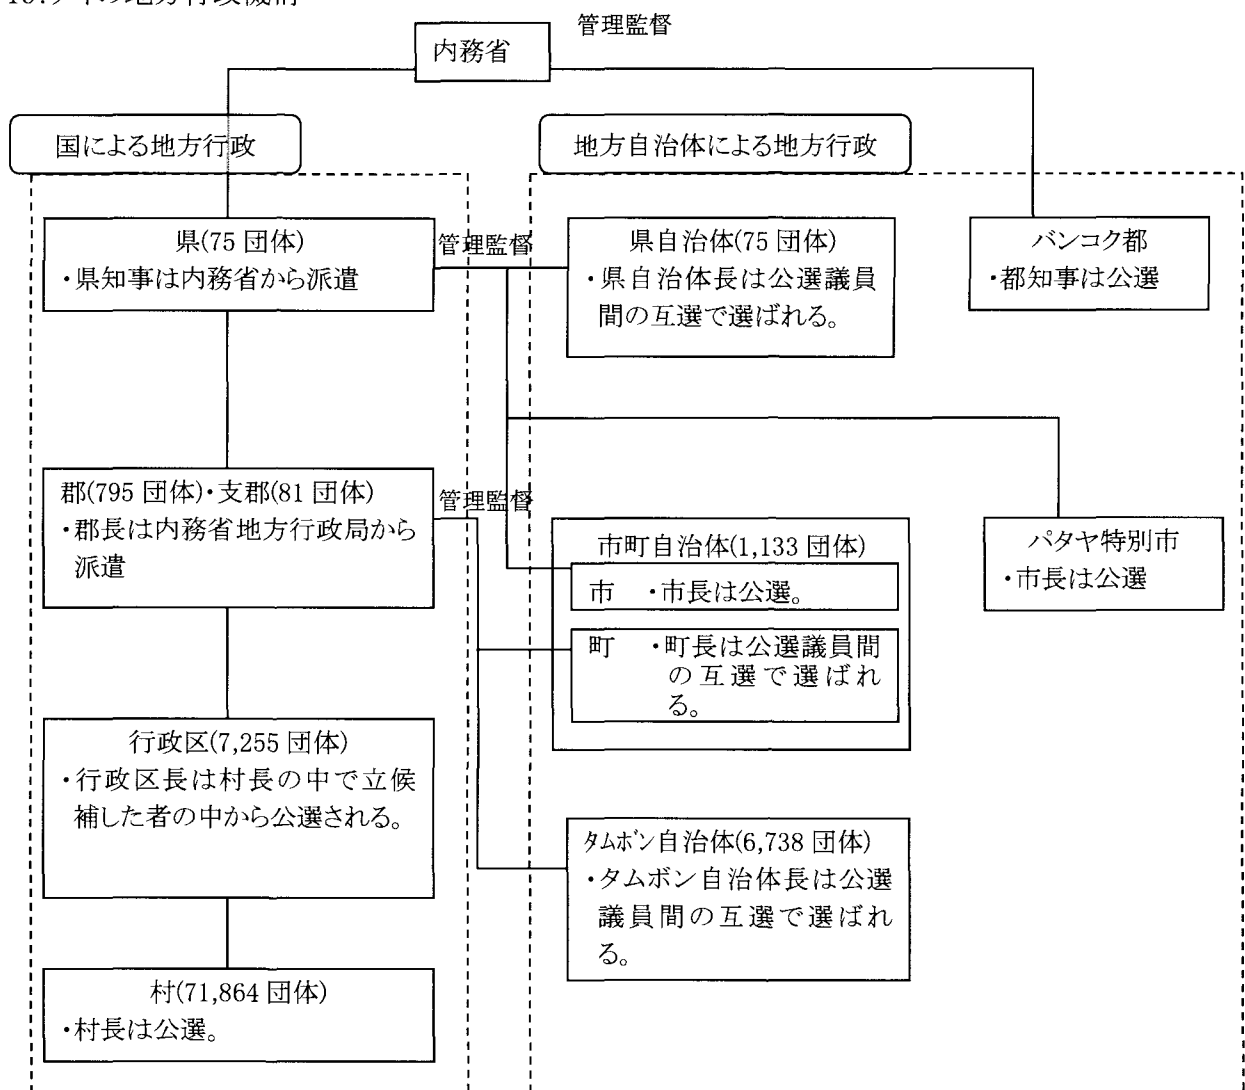 管理監督
内務省
国による地方行政
地方自治体による地方行政
県(75 団体)
・県知事は内務省から派遣
管理監督
県自治体(75 団体)
・県自治体長は公選議員
間の互選で選ばれる。
バンコク都
・都知事は公選
郡(795 団体)・支郡(81 団体)
・郡長は内務省地方行政局から
派遣
管理監督
市町自治体(1,133 団体)
市 ・市長は公選。
町 ・町長は公選議員間
の互選で選ばれ
る。
パタヤ特別市
・市長は公選
行政区(7,255 団体)
・行政区長は村長の中で立候
補した者の中から公選される。
タムボン自治体(6,738 団体)
・タムボン自治体長は公選
議員間の互選で選ばれ
る。
村(71,864 団体)
・村長は公選。